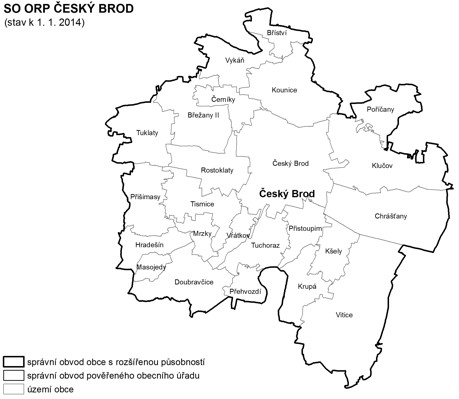 SO ORP ČESKÝ BROD
(stav k 1. 1. 2014)
Bříství
Vykáň
Kounice
Černíky
Poříčany
Břežany II
Tuklaty
Český Brod
Klučov
Rostoklaty
Český Brod
Přišimasy
Tismice
Chrášťany
Přistoupim
Mrzky
Vrátkov
Hradešín
Tuchoraz
Kšely
Masojedy
Doubravčice
Přehvozdí
Krupá
Vitice
správní obvod obce s rozšířenou působností
správní obvod pověřeného obecního úřadu
území obce